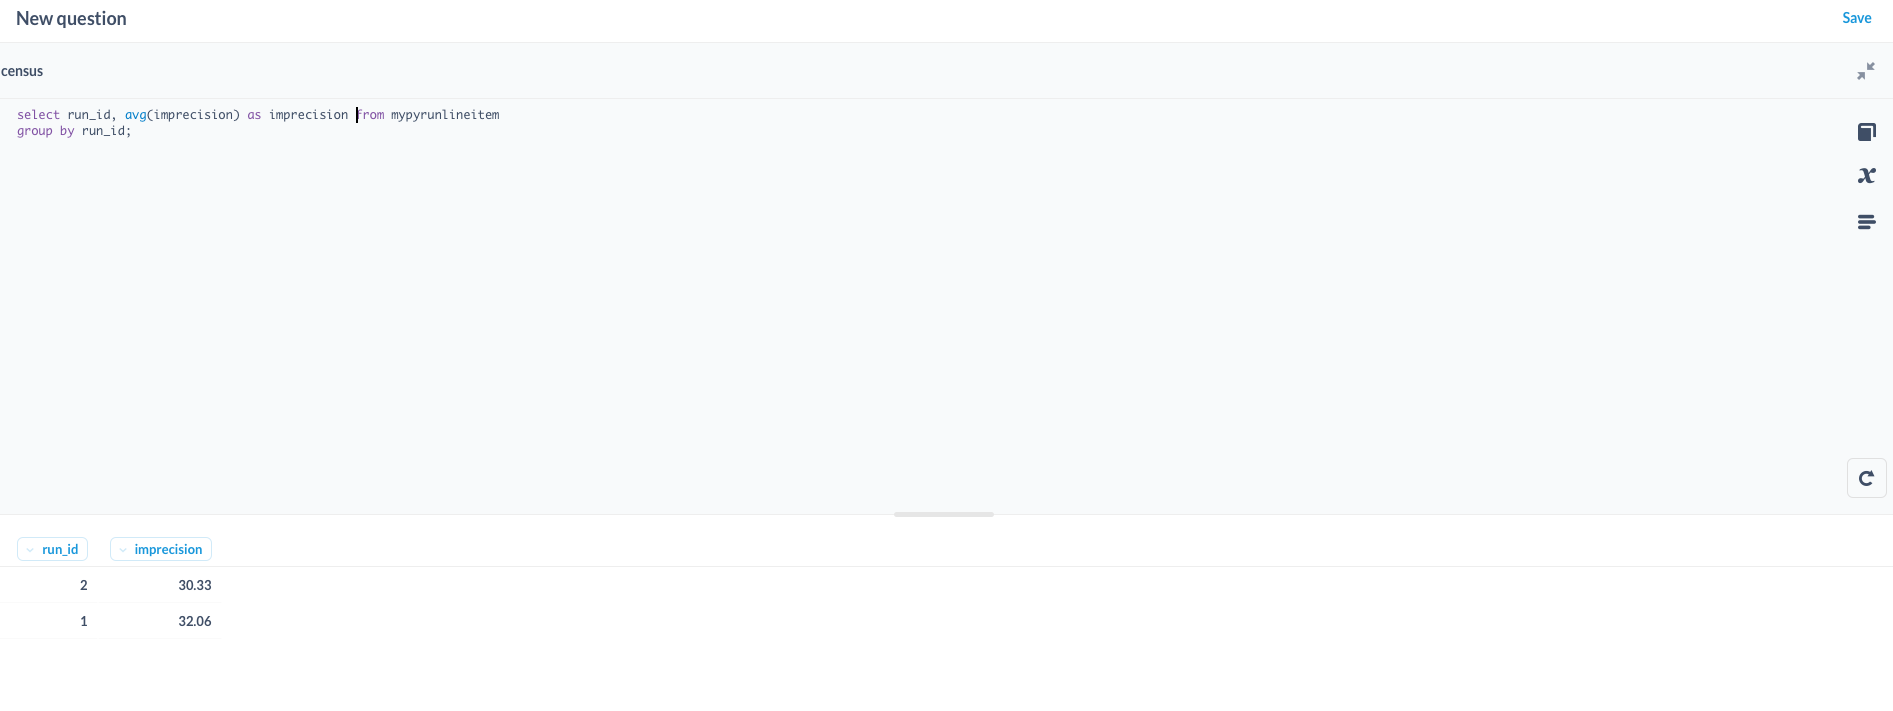 New question
Save
census
select run_id, avg(imprecision) as imprecision from mypyrunlineitem
group by run_id;
run_id imprecision
2 30.33
1 32.06